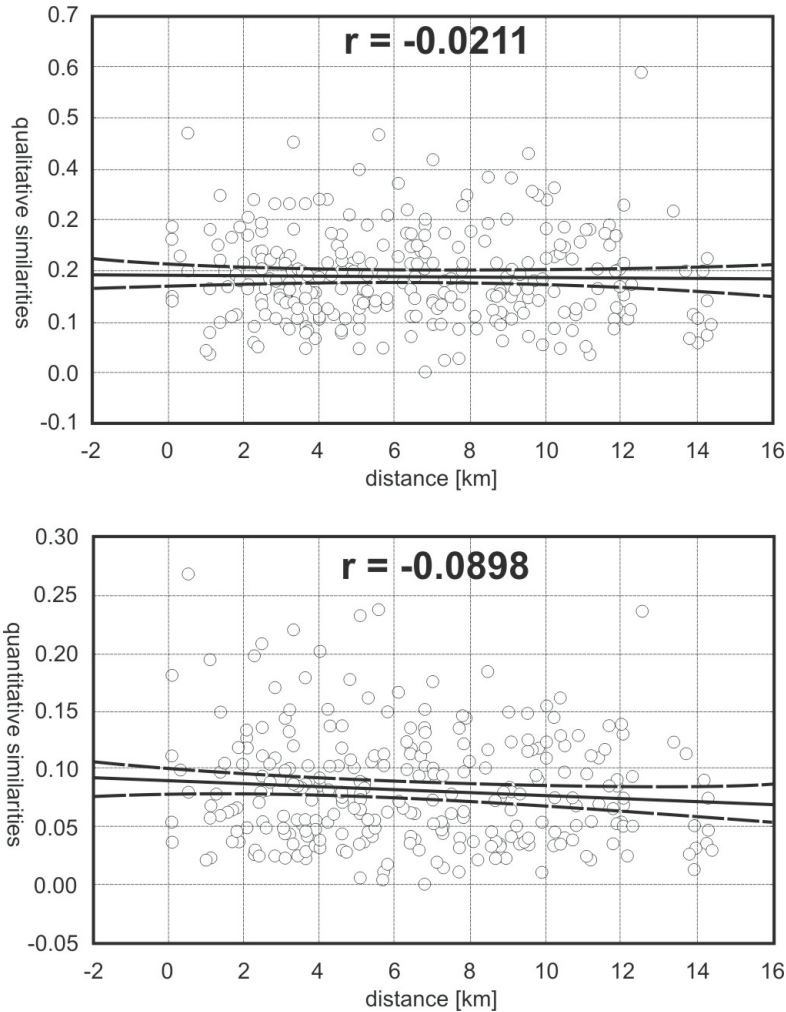 0.7
r = -0.0211
0.6
0.5
0.4
0.2
0.2
0.1
0.0
-0.1
qualitative similarities
-2 0 2 4 6 8 10 12 14 16
distance [km]
0.30
r = -0.0898
0.25
0.20
0.15
0.10
0.05
0.00
-0.05
quantitative similarities
-2 0 2 4 6 8 10 12 14 16
distance [km]